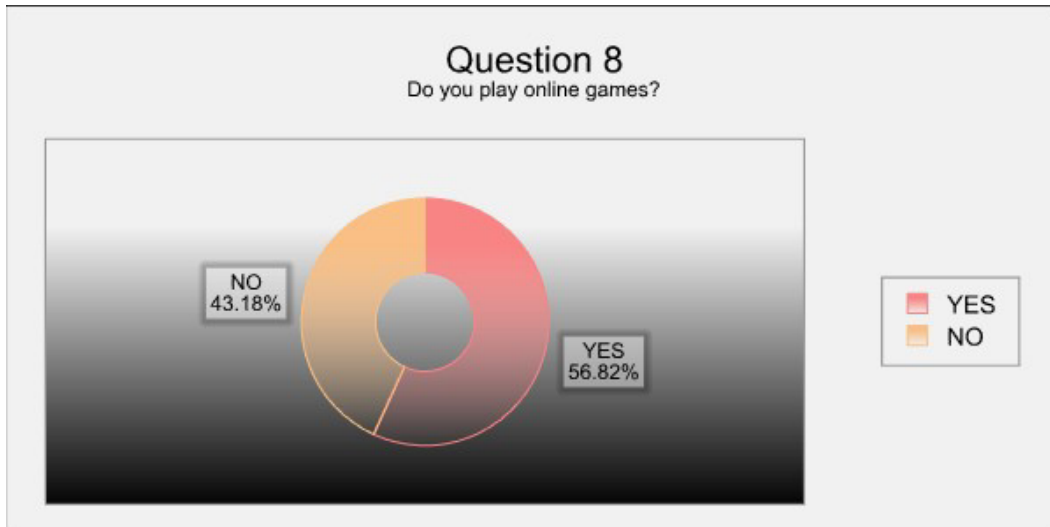 Question 8
Do you play online games?
NO
43.18%
YES
56.82%
YES
NO